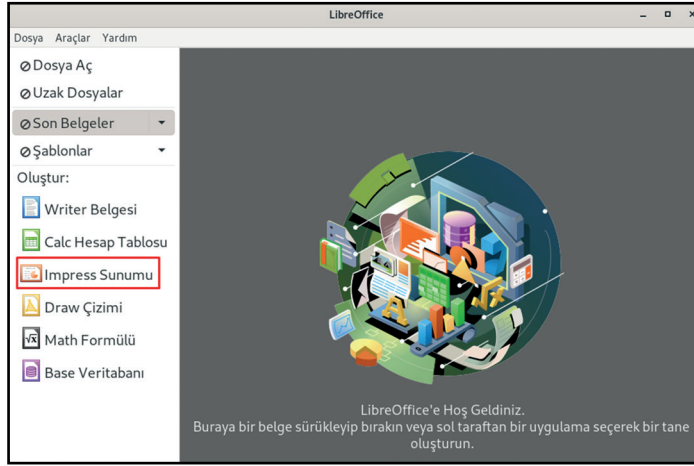 LibreOffice
Dosya Araçlar Yardım
Dosya Aç
Uzak Dosyalar
Son Belgeler
Şablonlar
Oluştur:
Writer Belgesi
Calc Hesap Tablosu
Impress Sunumu
Draw Çizimi
Math Formülü
Base Veritabanı
LibreOffice'e Hoş Geldiniz.
Buraya bir belge sürükleyip bırakın veya sol taraftan bir uygulama seçerek bir tane
oluşturun.